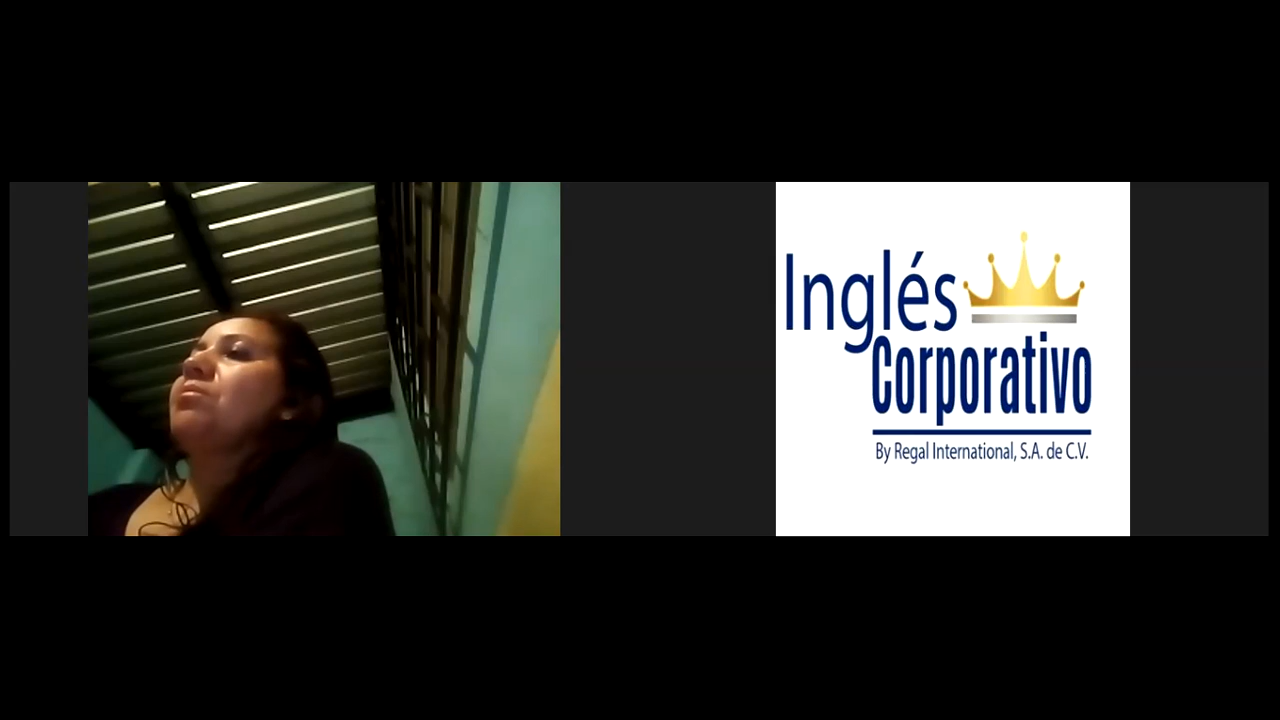 Inglés
Corporativo
By Regal International, S.A. de C.V.